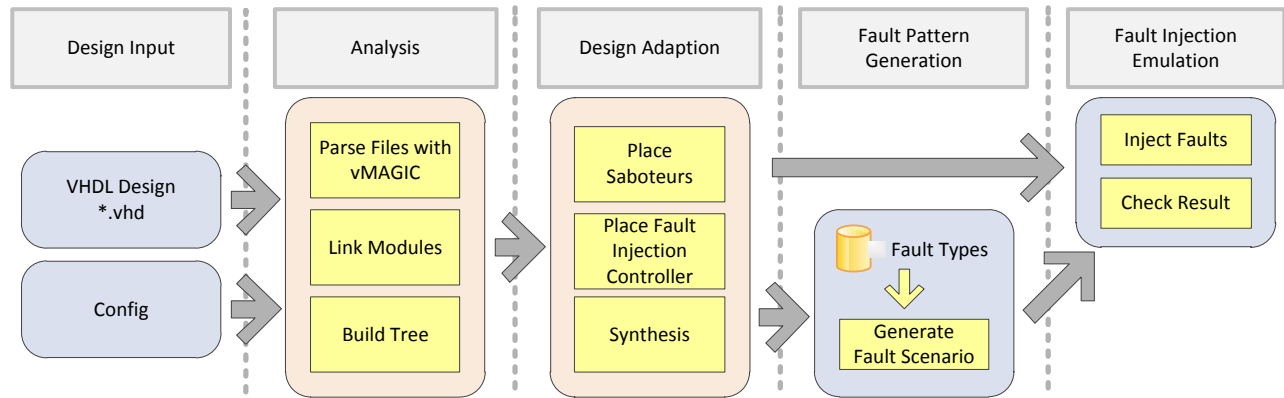 Design Input
Analysis
Design Adaption
Fault Pattern
Generation
Fault Injection
Emulation
VHDL Design
*.vhd
Config
Parse Files with
vMAGIC
Link Modules
Build Tree
Place
Saboteurs
Place Fault
Injection
Controller
Synthesis
Fault Types
Generate
Fault Scenario
Inject Faults
Check Result